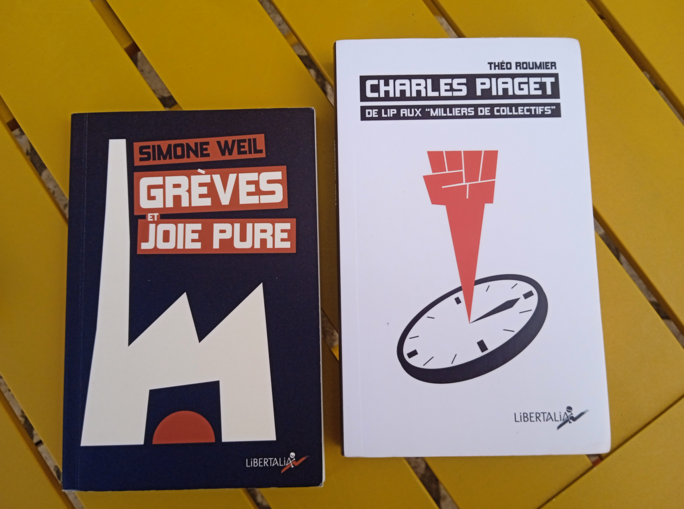 SIMONE WEIL
GRÈVES
ET
JOIE PURE
LIBERTALIA
THÉO ROUMIER
CHARLES PIAGET
DE LIP AUX "MILLIERS DE COLLECTIFS"
LIBERTALIA